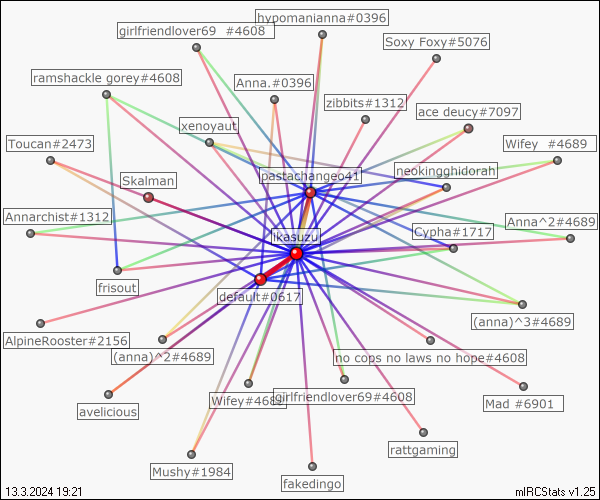 hypomanianna#0396
girlfriendlover69 #4608
Soxy Foxy#5076
ramshackle gorey#4608
Anna.#0396
zibbits#1312
ace deucy#7097
xenoyaut
Toucan#2473
Wifey #4689
pastachangeo41
neokingghidorah
Skalman
Annarchist#1312
Anna^2#4689
Cypha#1717
ikasuzu
frisout
default#0617
(anna)^3#4689
AlpineRooster#2156
(anna)^2#4689
no cops no laws no hope#4608
Wifey#4689
girlfriendlover69#4608
Mad #6901
avelicious
rattgaming
Mushy#1984
fakedingo
13.3.2024 19:21
mIRCStats v1.25